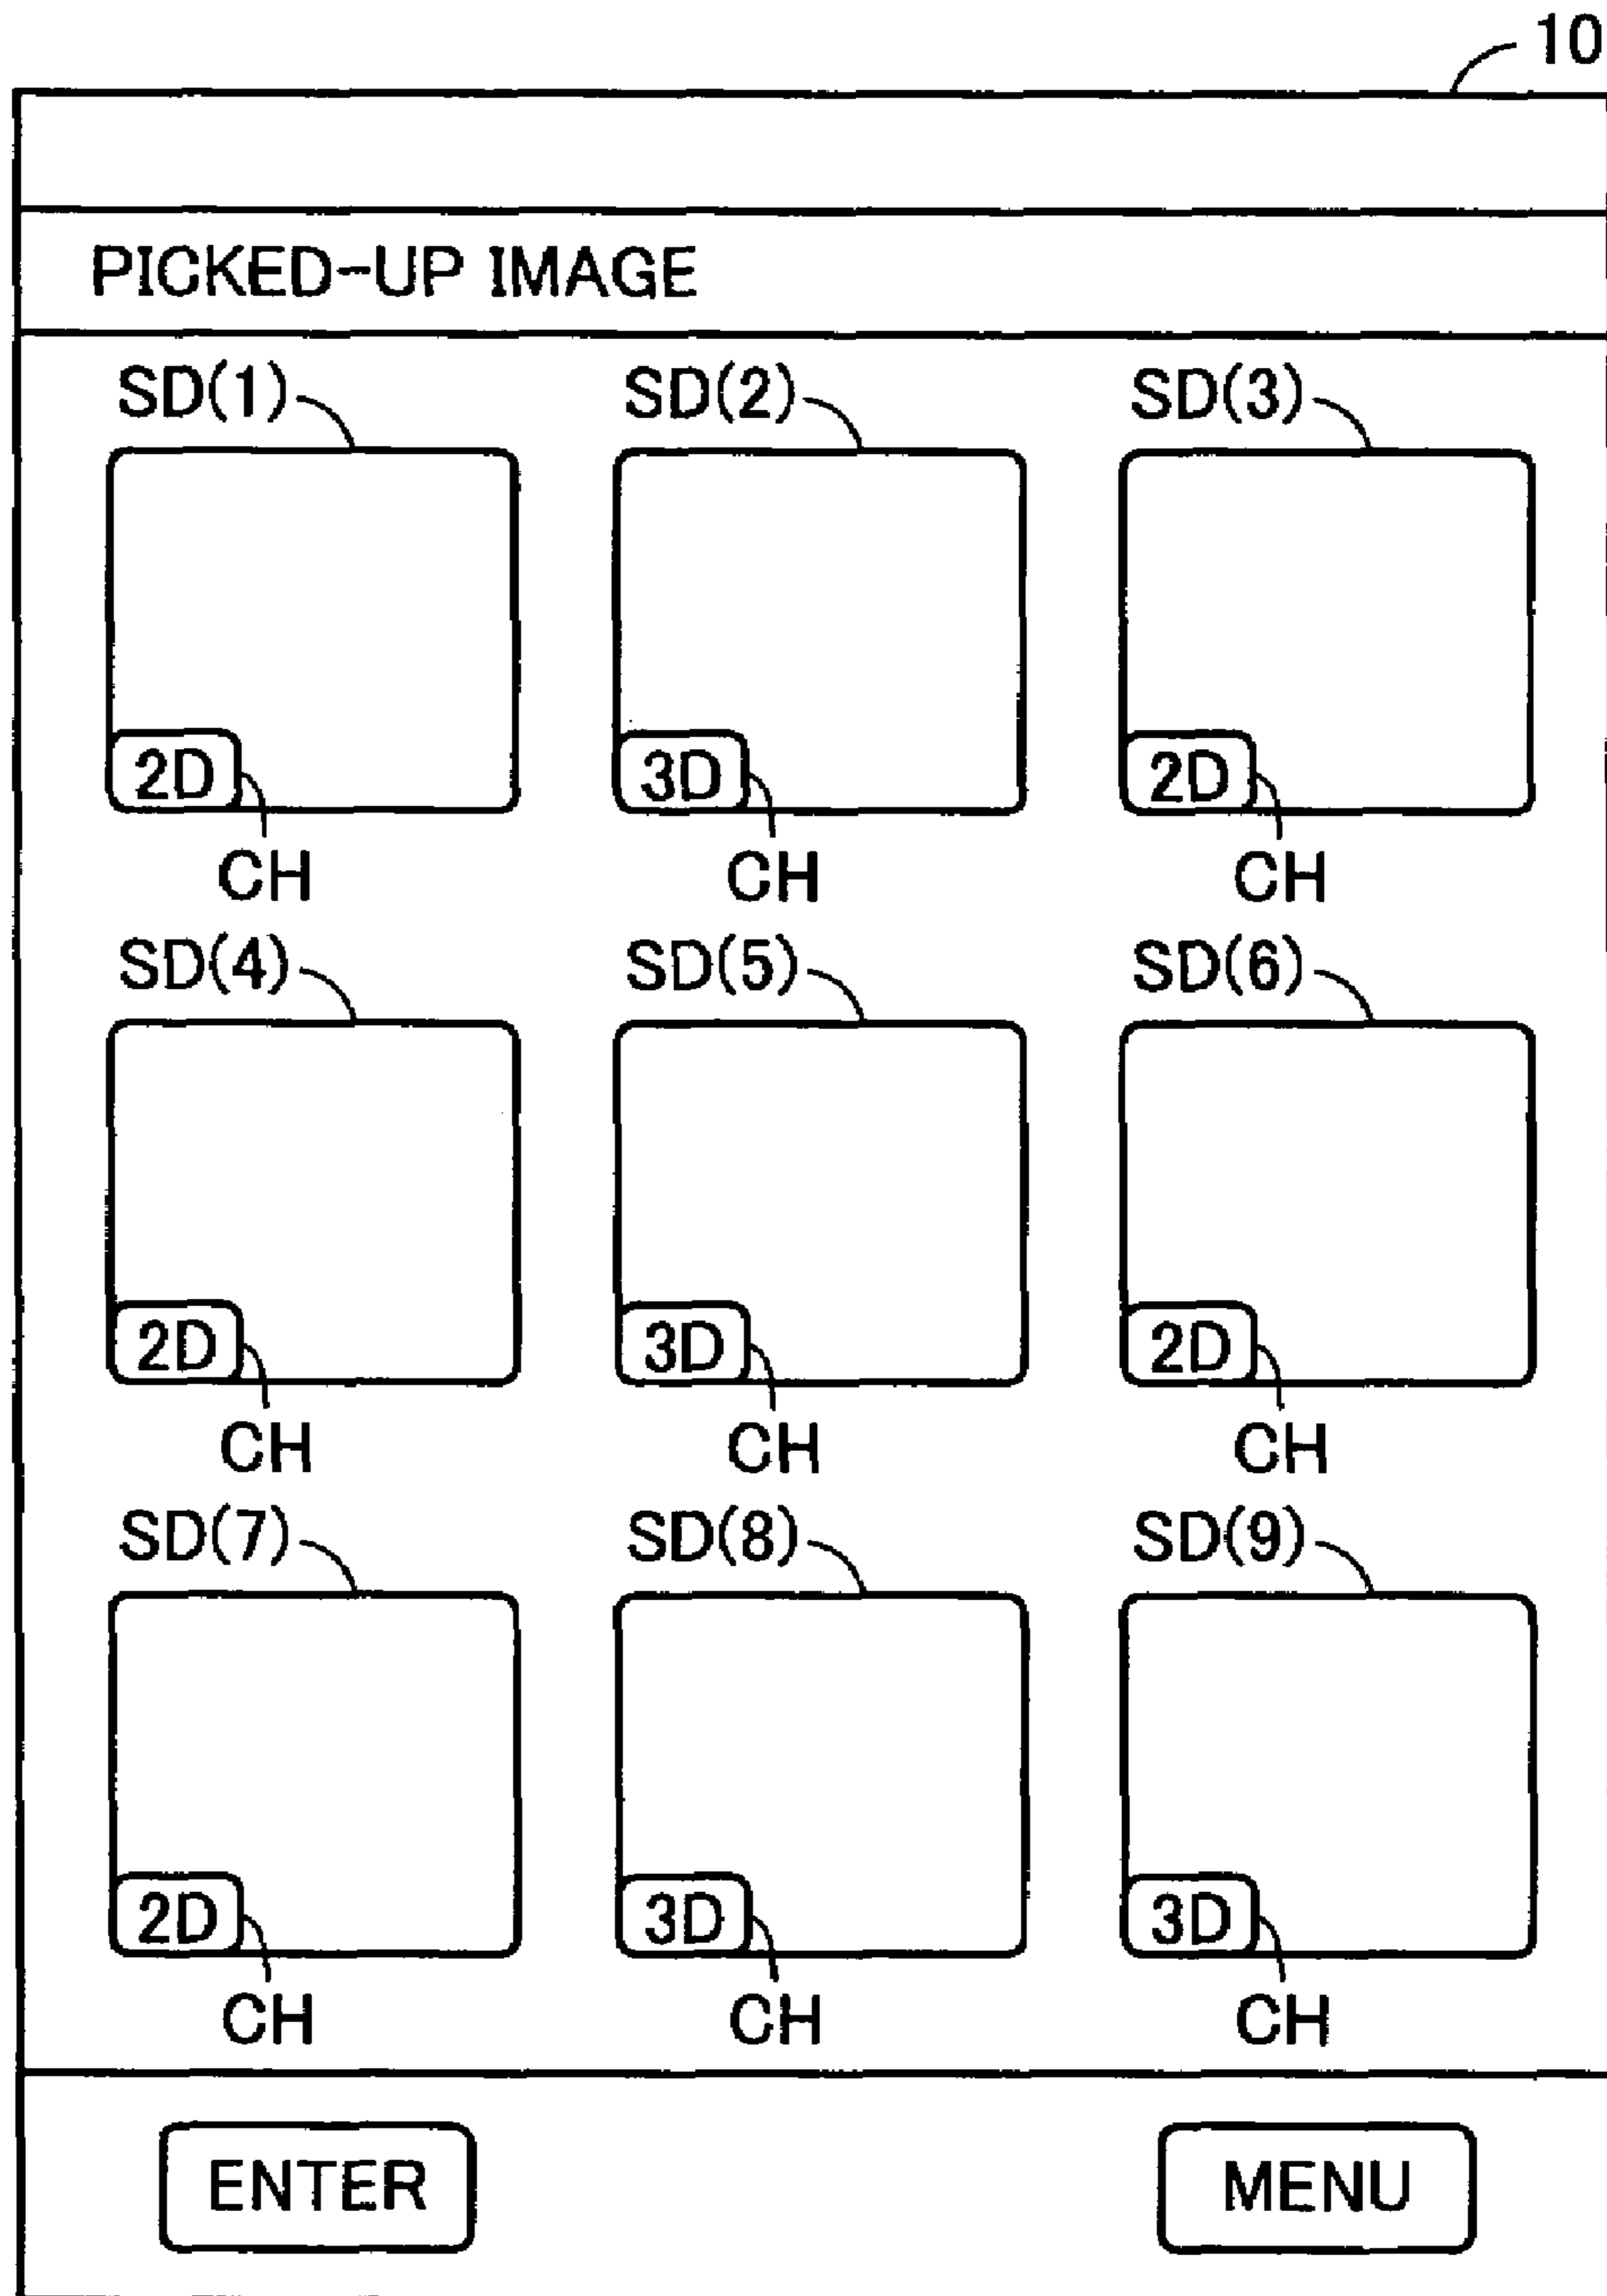 10
PICKED-UP IMAGE
SD(1) SD(2) SD(3)
2D 3D 2D
CH CH CH
SD(4) SD(5) SD(6)
2D 3D 2D
CH CH CH
SD(7) SD(8) SD(9)
2D 3D 3D
CH CH CH
ENTER MENU